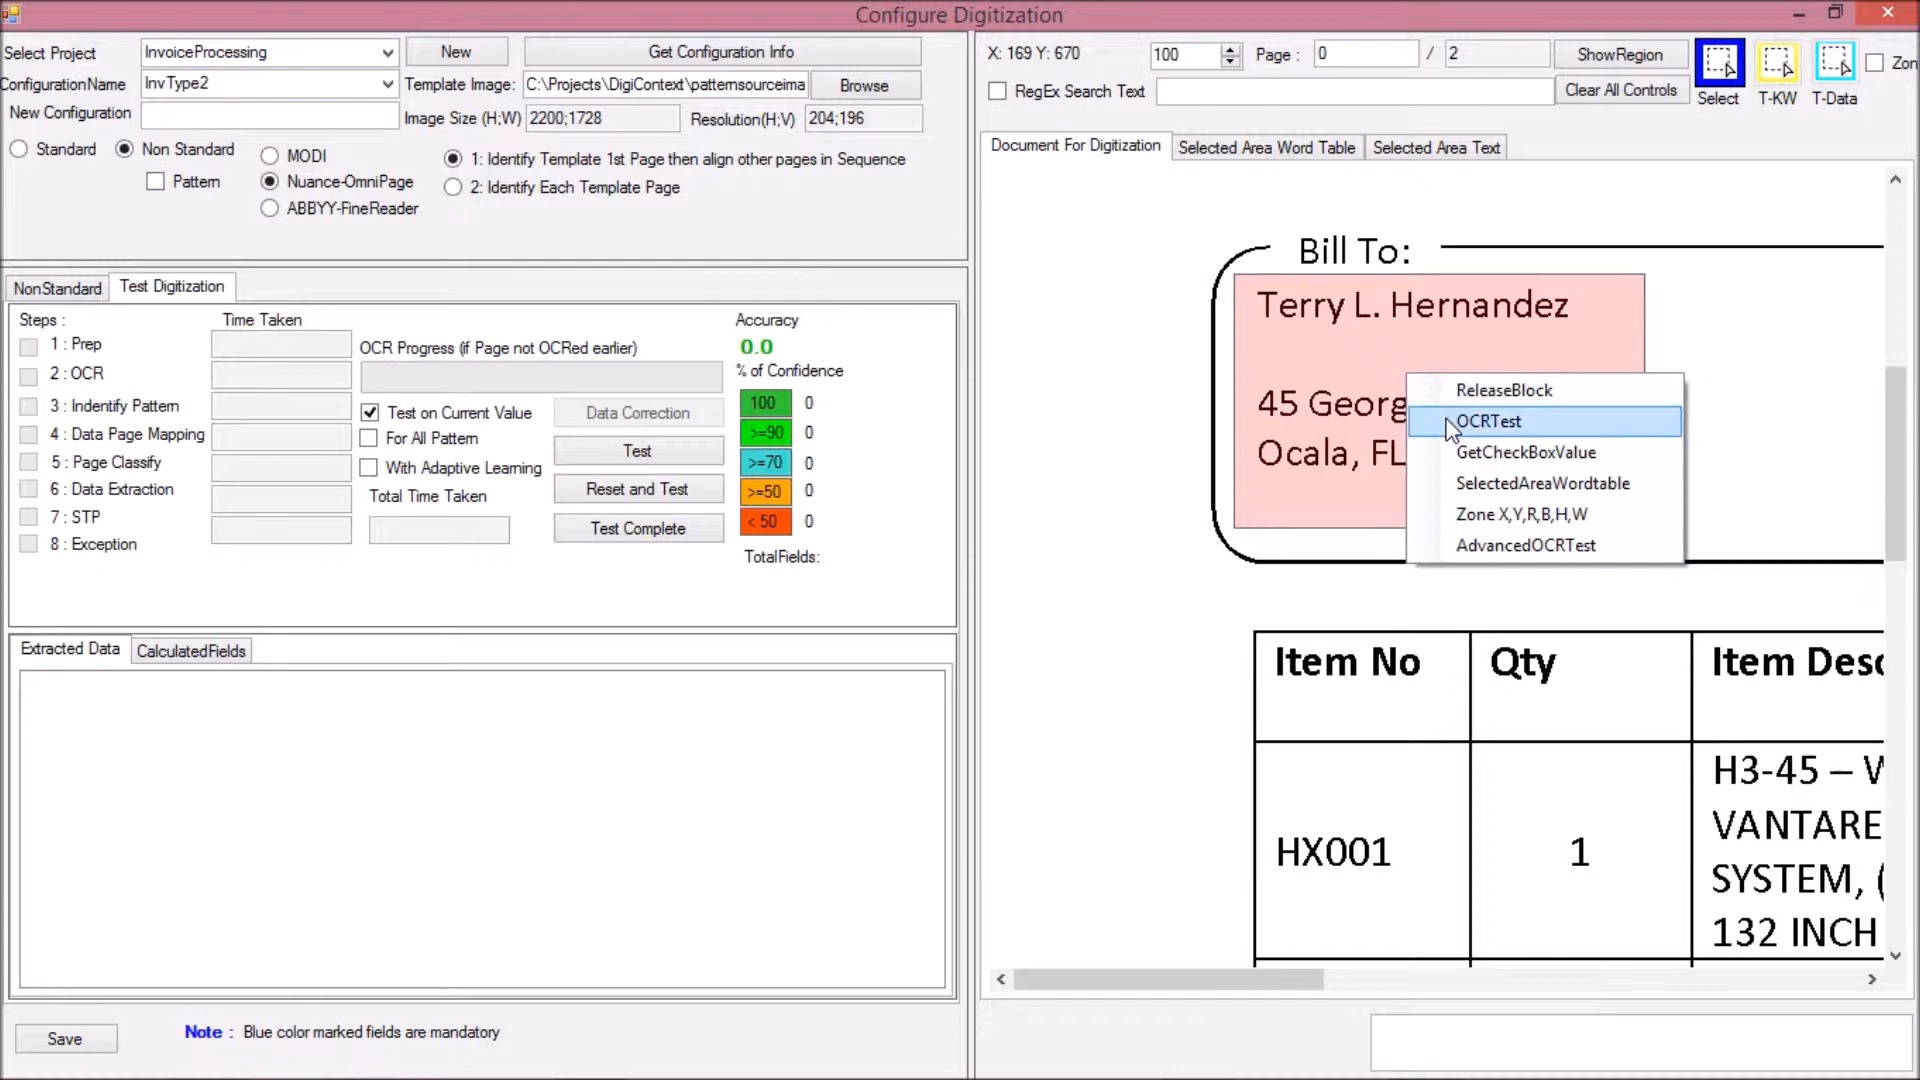 Configure Digitization
Select Project
InvoiceProcessing
New
Get Configuration Info
ConfigurationName
InvType2
Template Image:
C:\Projects\DigiContext\patternsourceima
Browse
New Configuration
Image Size (H;W)
2200;1728
Resolution(H;V)
204;196
Standard
Non Standard
Pattern
MODI
Nuance-OmniPage
ABBYY-FineReader
1: Identify Template 1st Page then align other pages in Sequence
2: Identify Each Template Page
NonStandard
Test Digitization
Steps :
Time Taken
1 : Prep
2 : OCR
3 : Indentify Pattern
4 : Data Page Mapping
5 : Page Classify
6 : Data Extraction
7 : STP
8 : Exception
OCR Progress (if Page not OCRed earlier)
Test on Current Value
For All Pattern
With Adaptive Learning
Total Time Taken
Data Correction
Test
Reset and Test
Test Complete
Accuracy
0.0
% of Confidence
100 0
>=90 0
>=70 0
>=50 0
< 50 0
TotalFields:
Extracted Data
CalculatedFields
Save
Note : Blue color marked fields are mandatory
X: 169 Y: 670
100
Page :
0
/
2
ShowRegion
RegEx Search Text
Clear All Controls
Select
T-KW
T-Data
Zon
Document For Digitization
Selected Area Word Table
Selected Area Text
Bill To:
Terry L. Hernandez
45 Georg
Ocala, FL
ReleaseBlock
OCRTest
GetCheckBoxValue
SelectedAreaWordtable
Zone X,Y,R,B,H,W
AdvancedOCRTest
Item No
Qty
Item Desc
HX001
1
H3-45 – W
VANTARE
SYSTEM, (
132 INCH